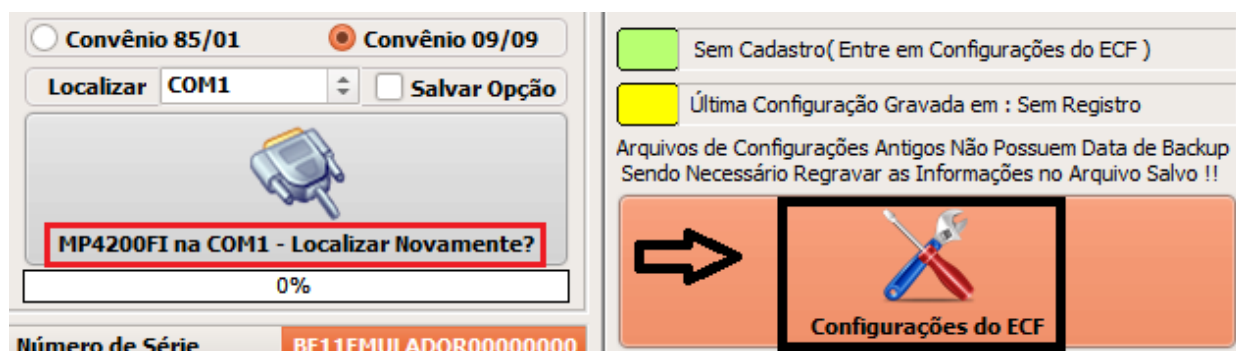 Convênio 85/01
Convênio 09/09
Localizar COM1
Salvar Opção
MP4200FI na COM1 - Localizar Novamente?
0%
Número de Série BE11EMULADOR00000000
Sem Cadastro( Entre em Configurações do ECF )
Última Configuração Gravada em : Sem Registro
Arquivos de Configurações Antigos Não Possuem Data de Backup
Sendo Necessário Regravar as Informações no Arquivo Salvo !!
Configurações do ECF